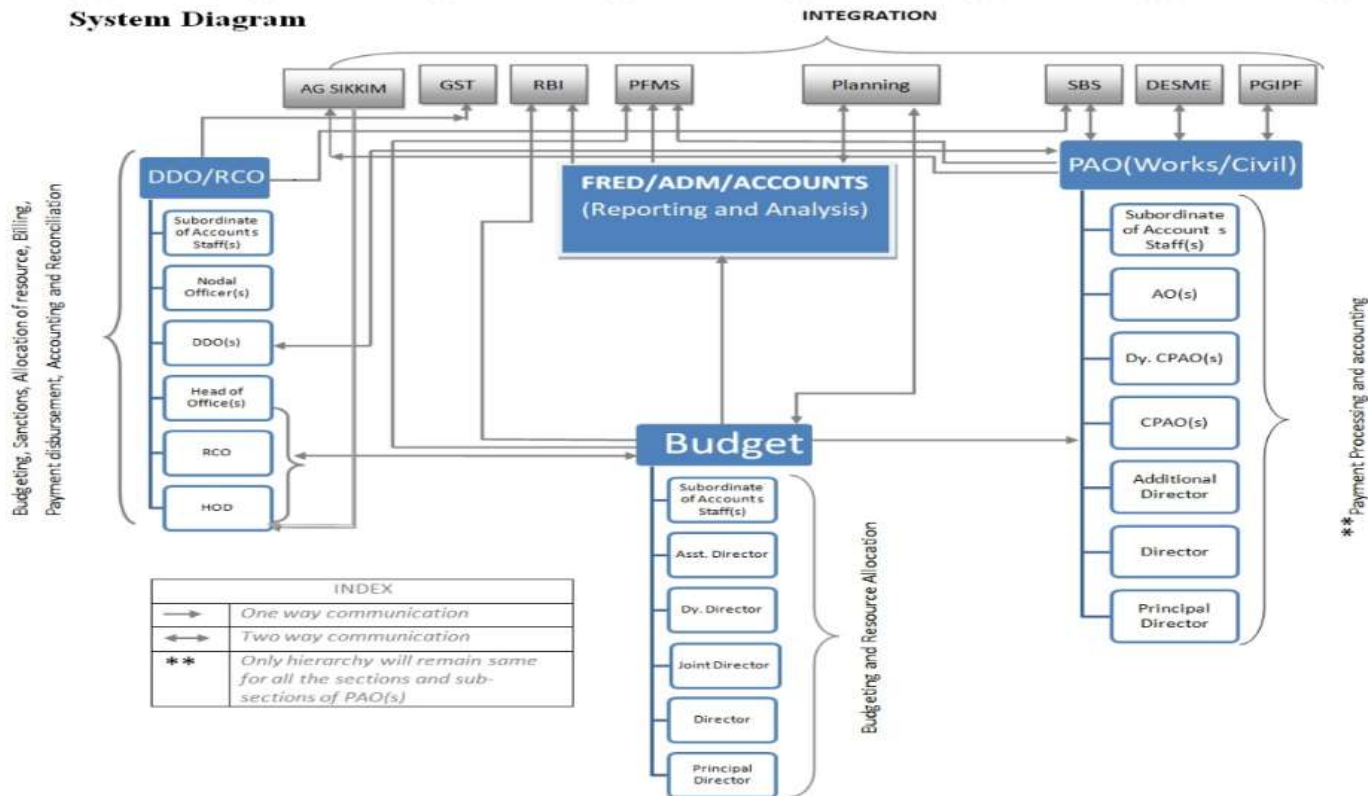 System Diagram
INTEGRATION
AG SIKKIM
GST
RBI
PFMS
Planning
SBS
DESME
PGIPF
DDO/RCO
Subordinate
of Accounts
Staff(s)
Nodal
Officer(s)
DDO(s)
Head of
Office(s)
RCO
HOD
Budgeting, Sanctions, Allocation of resource, Billing,
Payment disbursement, Accounting and Reconciliation
FRED/ADM/ACCOUNTS
(Reporting and Analysis)
PAO(Works/Civil)
Subordinate
of Account s
Staff(s)
AO(s)
Dy. CPAO(s)
CPAO(s)
Additional
Director
Director
Principal
Director
**Payment Processing and accounting
Budget
Subordinate
of Accounts
Staff(s)
Asst. Director
Dy. Director
Joint Director
Director
Principal
Director
Budgeting and Resource Allocation
INDEX
One way communication
Two way communication
** Only hierarchy will remain same
for all the sections and sub-
sections of PAO(s)